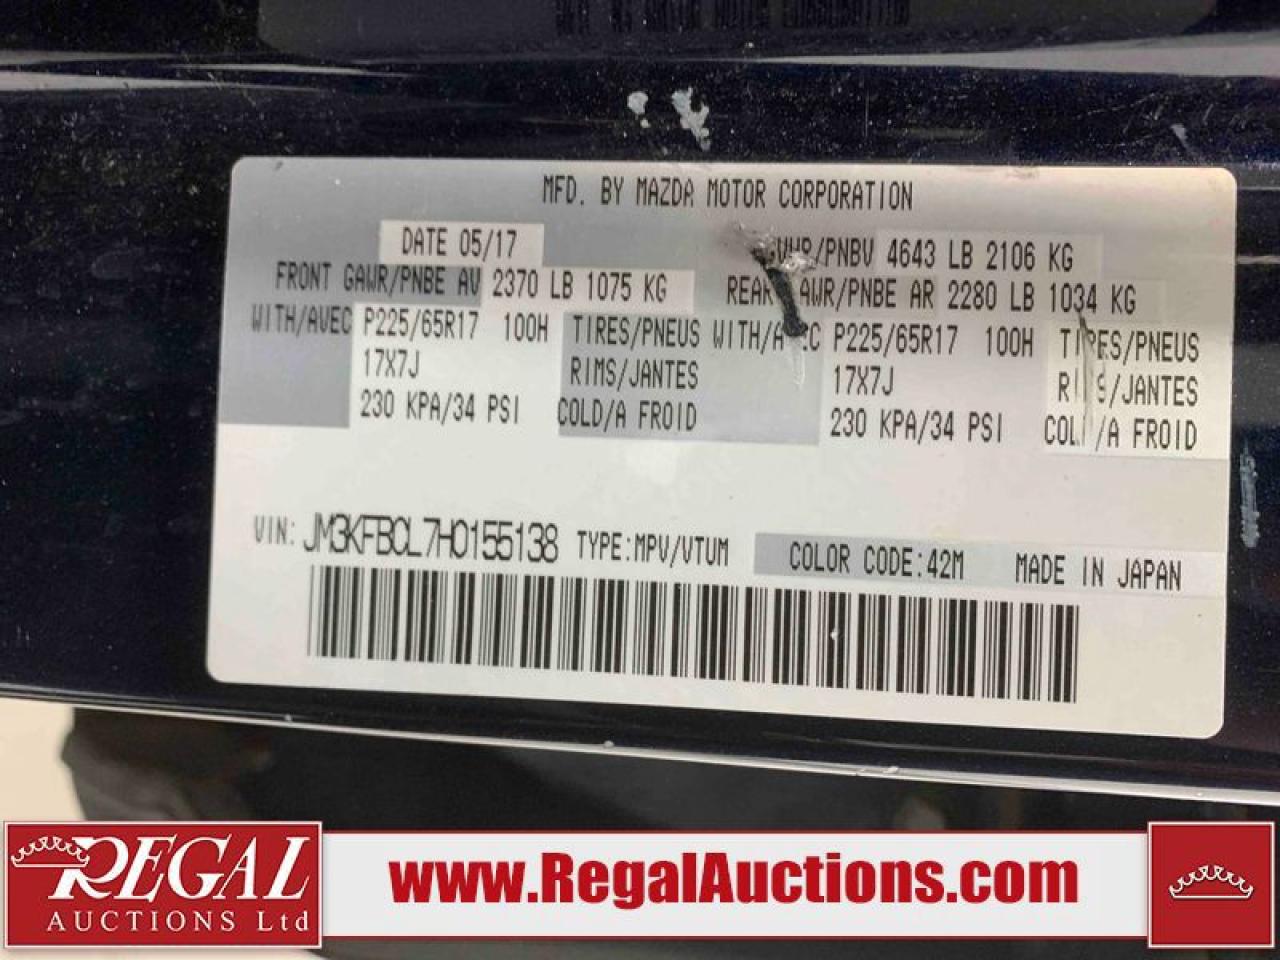 MFD. BY MAZDA MOTOR CORPORATION
DATE 05/17 GVWR/PNBV 4643 LB 2106 KG
FRONT GAWR/PNBE AV 2370 LB 1075 KG REAR GAWR/PNBE AR 2280 LB 1034 KG
WITH/AVEC P225/65R17 100H TIRES/PNEUS WITH/AVEC P225/65R17 100H TIRES/PNEUS
17X7J RIMS/JANTES 17X7J RIMS/JANTES
230 KPA/34 PSI COLD/A FROID 230 KPA/34 PSI COLD/A FROID
VIN: JM3KFBCL7H0155138 TYPE:MPV/VTUM COLOR CODE:42M MADE IN JAPAN
REGAL
AUCTIONS Ltd
www.RegalAuctions.com